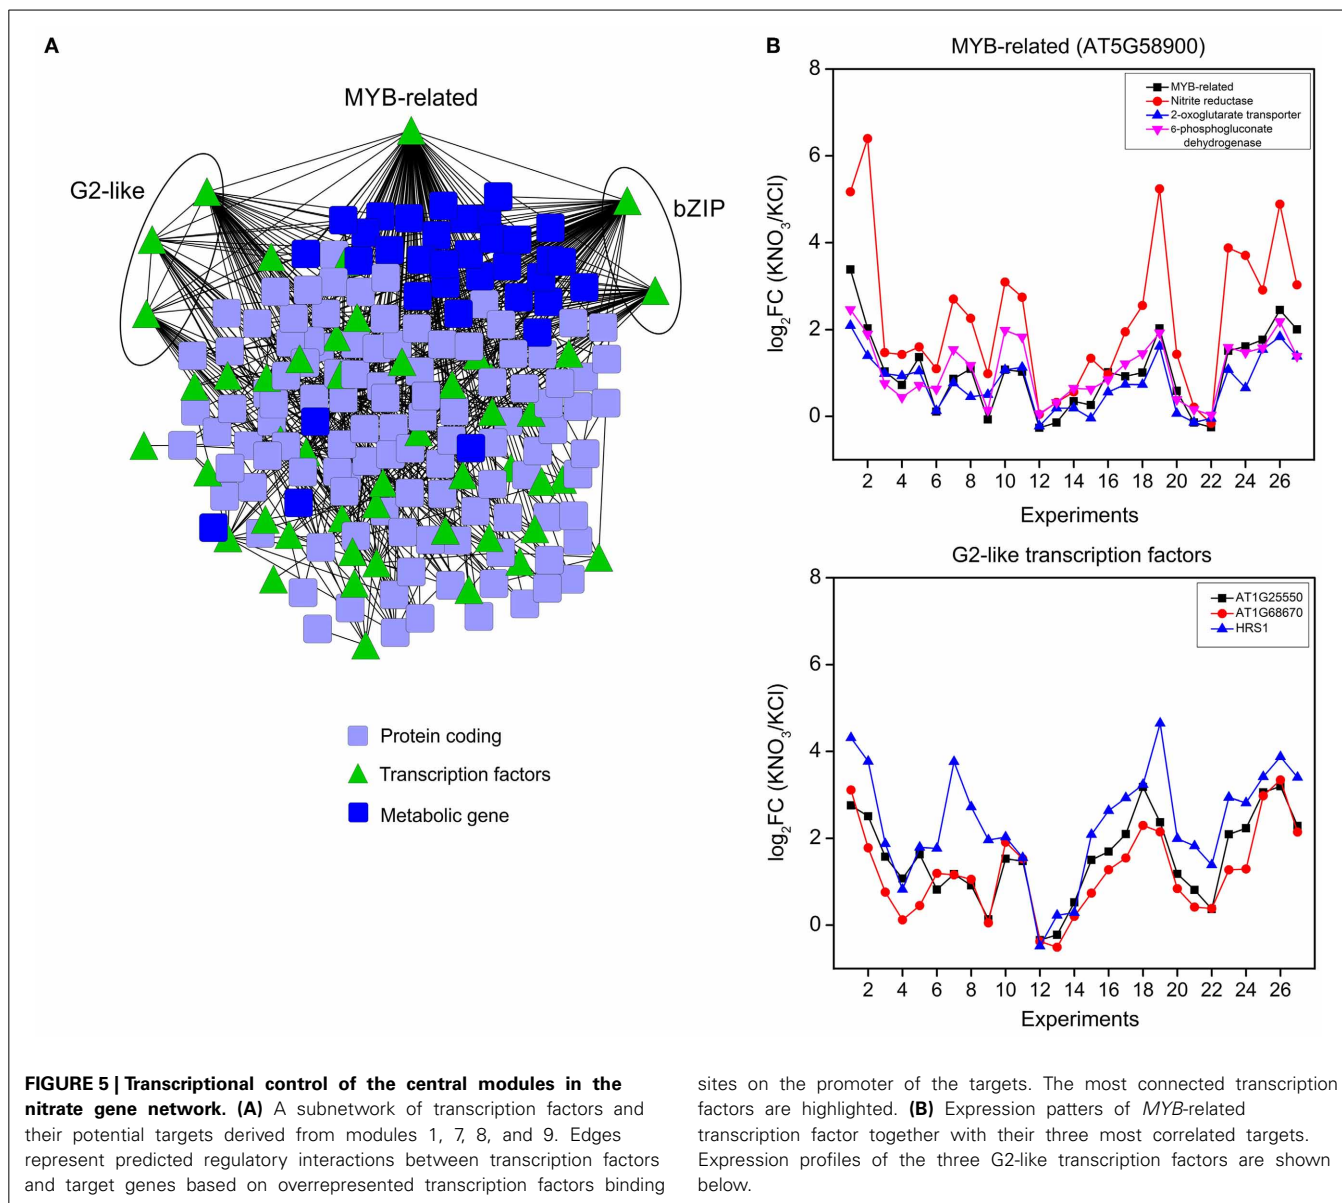 A
MYB-related
G2-like
bZIP
Protein coding
Transcription factors
Metabolic gene
B
MYB-related (AT5G58900)
8
6
4
2
0
log₂FC (KNO₃/KCl)
MYB-related
Nitrite reductase
2-oxoglutarate transporter
6-phosphogluconate
dehydrogenase
2 4 6 8 10 12 14 16 18 20 22 24 26
Experiments
G2-like transcription factors
8
6
4
2
0
log₂FC (KNO₃/KCl)
AT1G25550
AT1G68670
HRS1
2 4 6 8 10 12 14 16 18 20 22 24 26
Experiments
FIGURE 5 | Transcriptional control of the central modules in the
nitrate gene network. (A) A subnetwork of transcription factors and
their potential targets derived from modules 1, 7, 8, and 9. Edges
represent predicted regulatory interactions between transcription factors
and target genes based on overrepresented transcription factors binding
sites on the promoter of the targets. The most connected transcription
factors are highlighted. (B) Expression patters of MYB-related
transcription factor together with their three most correlated targets.
Expression profiles of the three G2-like transcription factors are shown
below.